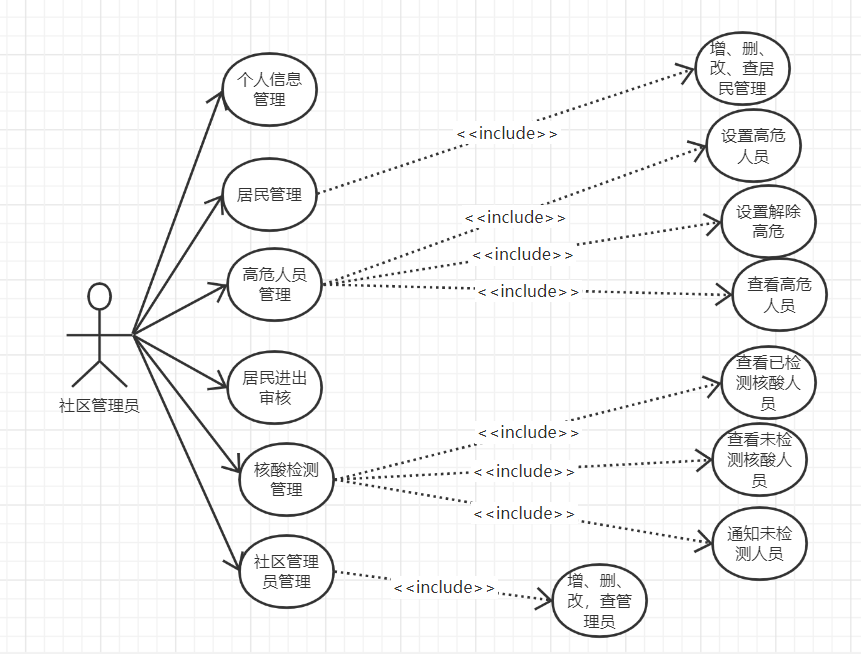 个人信息
管理
增、删、
改、查居
民管理
<<include>>
设置高危
人员
居民管理
<<include>>
设置解除
高危
<<include>>
高危人员
管理
<<include>>
查看高危
人员
社区管理员
居民进出
审核
查看已检
测核酸人
员
<<include>>
核酸检测
管理
<<include>>
查看未检
测核酸人
员
<<include>>
通知未检
测人员
社区管理
员管理
<<include>>
增、删、
改，查管
理员